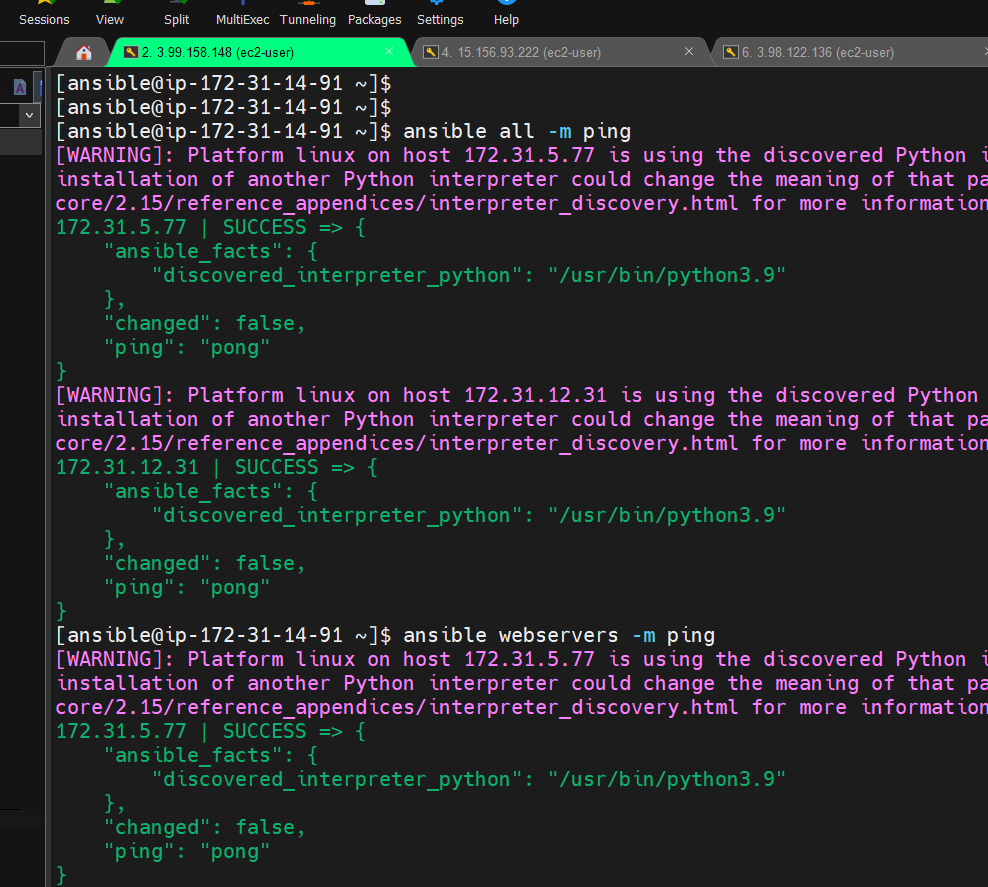 Sessions View Split MultiExec Tunneling Packages Settings Help
2. 3.99.158.148 (ec2-user) × 4. 15.156.93.222 (ec2-user) × 6. 3.98.122.136 (ec2-user)
[ansible@ip-172-31-14-91 ~]$
[ansible@ip-172-31-14-91 ~]$
[ansible@ip-172-31-14-91 ~]$ ansible all -m ping
[WARNING]: Platform linux on host 172.31.5.77 is using the discovered Python
installation of another Python interpreter could change the meaning of that
core/2.15/reference_appendices/interpreter_discovery.html for more information
172.31.5.77 | SUCCESS => {
    "ansible_facts": {
        "discovered_interpreter_python": "/usr/bin/python3.9"
    },
    "changed": false,
    "ping": "pong"
}
[WARNING]: Platform linux on host 172.31.12.31 is using the discovered Python
installation of another Python interpreter could change the meaning of that
core/2.15/reference_appendices/interpreter_discovery.html for more information
172.31.12.31 | SUCCESS => {
    "ansible_facts": {
        "discovered_interpreter_python": "/usr/bin/python3.9"
    },
    "changed": false,
    "ping": "pong"
}
[ansible@ip-172-31-14-91 ~]$ ansible webservers -m ping
[WARNING]: Platform linux on host 172.31.5.77 is using the discovered Python
installation of another Python interpreter could change the meaning of that
core/2.15/reference_appendices/interpreter_discovery.html for more information
172.31.5.77 | SUCCESS => {
    "ansible_facts": {
        "discovered_interpreter_python": "/usr/bin/python3.9"
    },
    "changed": false,
    "ping": "pong"
}